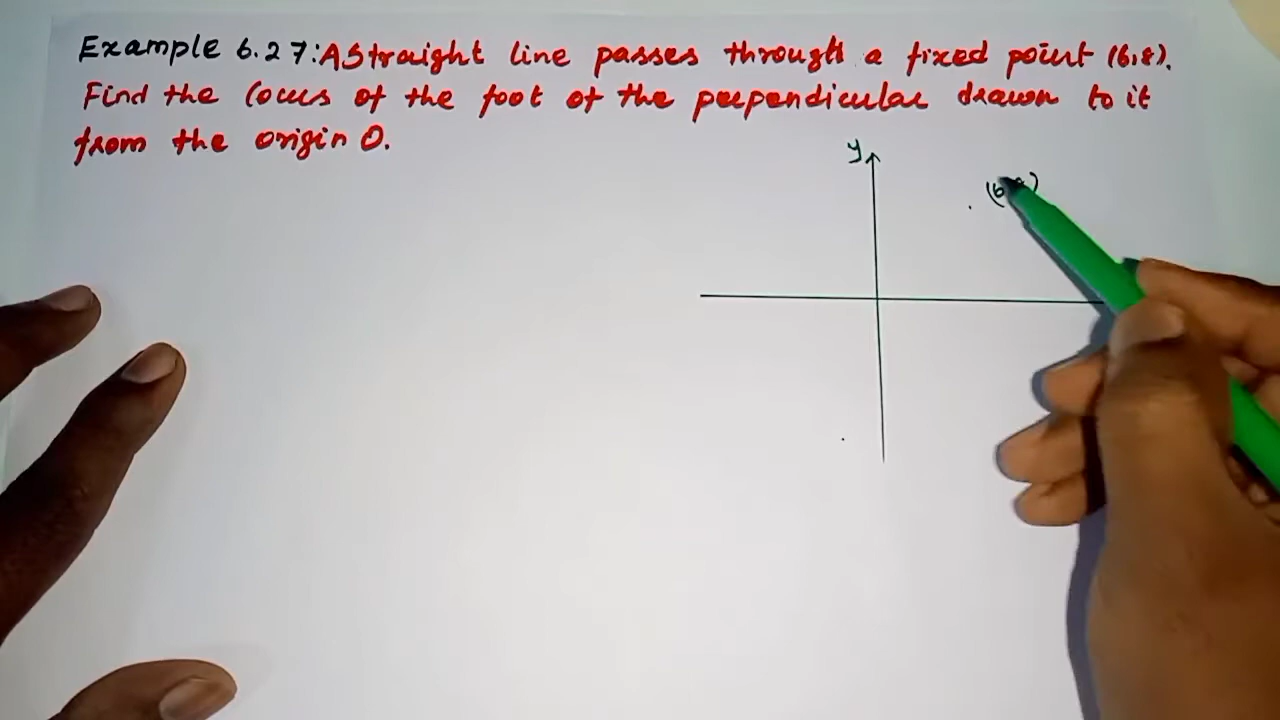 Example 6.27: A Straight line passes through a fixed point (6,8).
Find the locus of the foot of the perpendicular drawn to it
from the origin O.
y